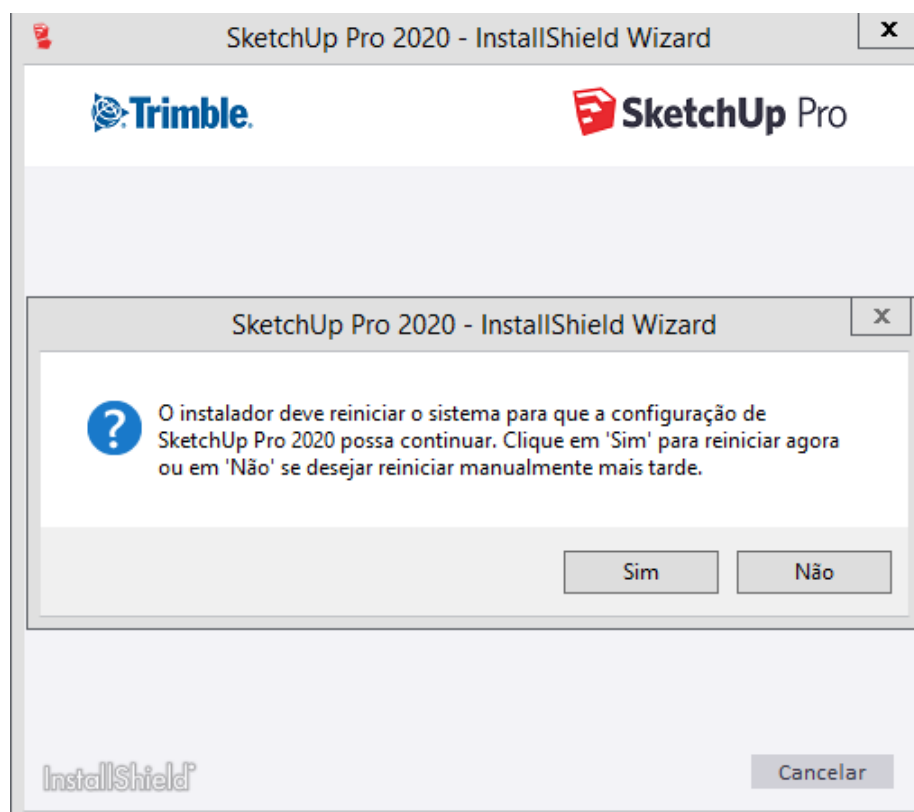 SketchUp Pro 2020 - InstallShield Wizard
x
Trimble.
SketchUp Pro
SketchUp Pro 2020 - InstallShield Wizard
x
?
O instalador deve reiniciar o sistema para que a configuração de
SketchUp Pro 2020 possa continuar. Clique em 'Sim' para reiniciar agora
ou em 'Não' se desejar reiniciar manualmente mais tarde.
Sim
Não
InstallShield
Cancelar